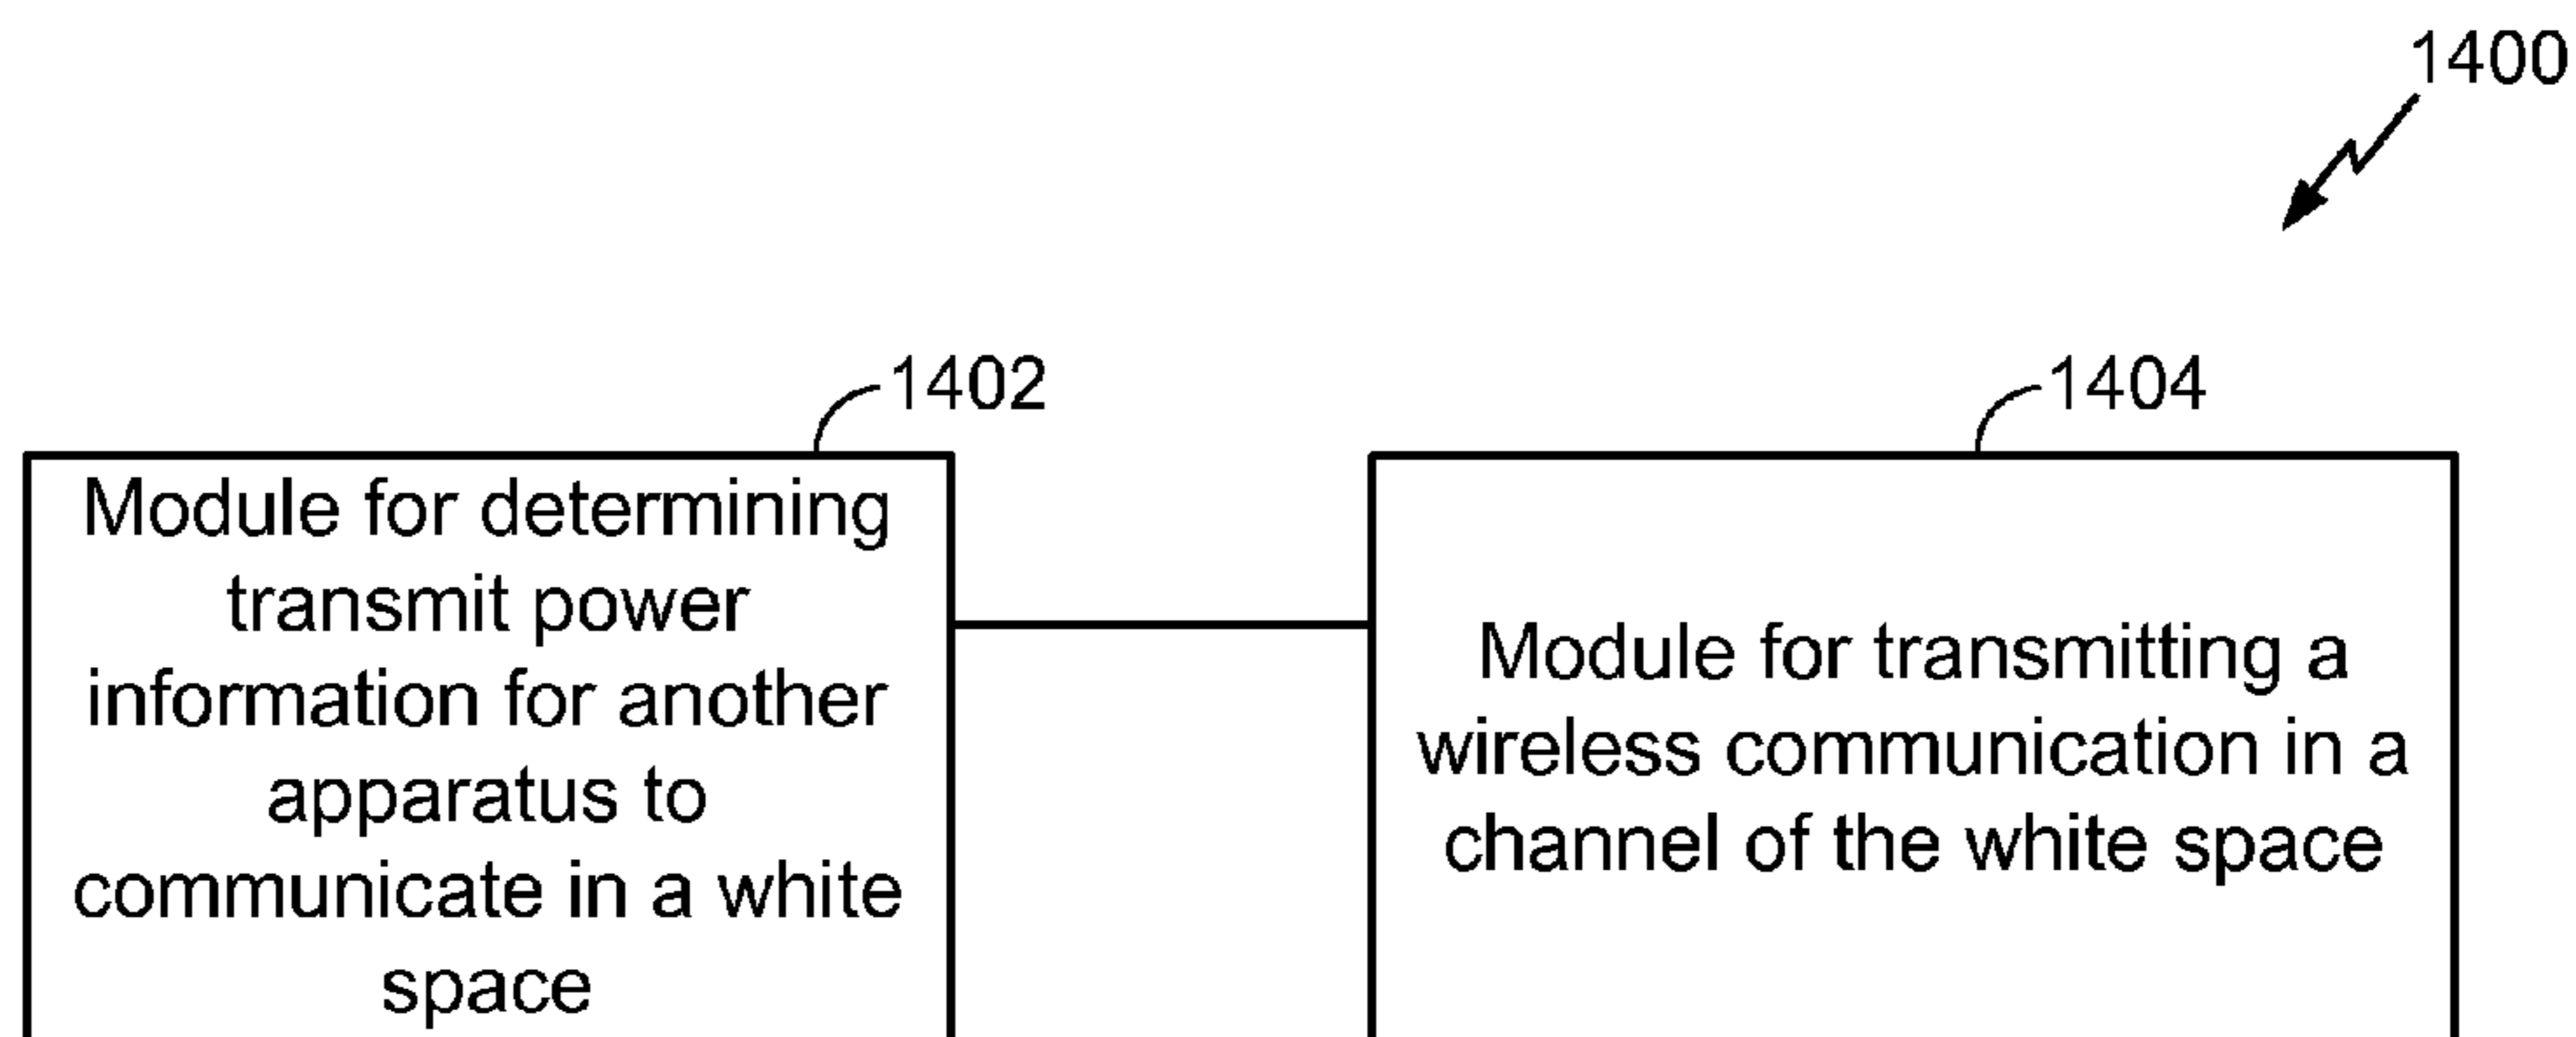 1400
1402
1404
Module for determining
transmit power
information for another
apparatus to
communicate in a white
space
Module for transmitting a
wireless communication in a
channel of the white space